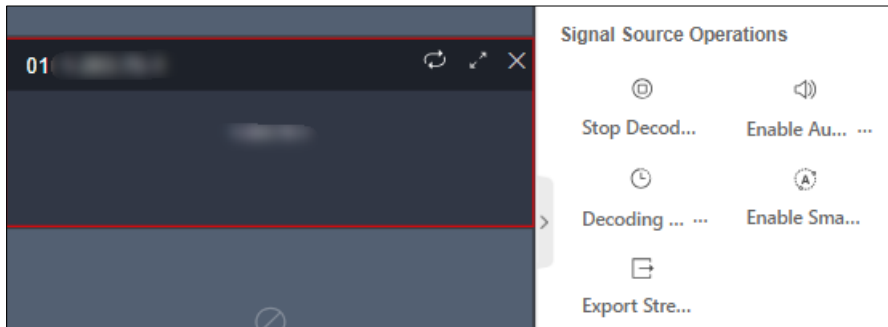 01
Signal Source Operations
Stop Decod...
Enable Au... ...
Decoding ... ...
Enable Sma...
Export Stre...